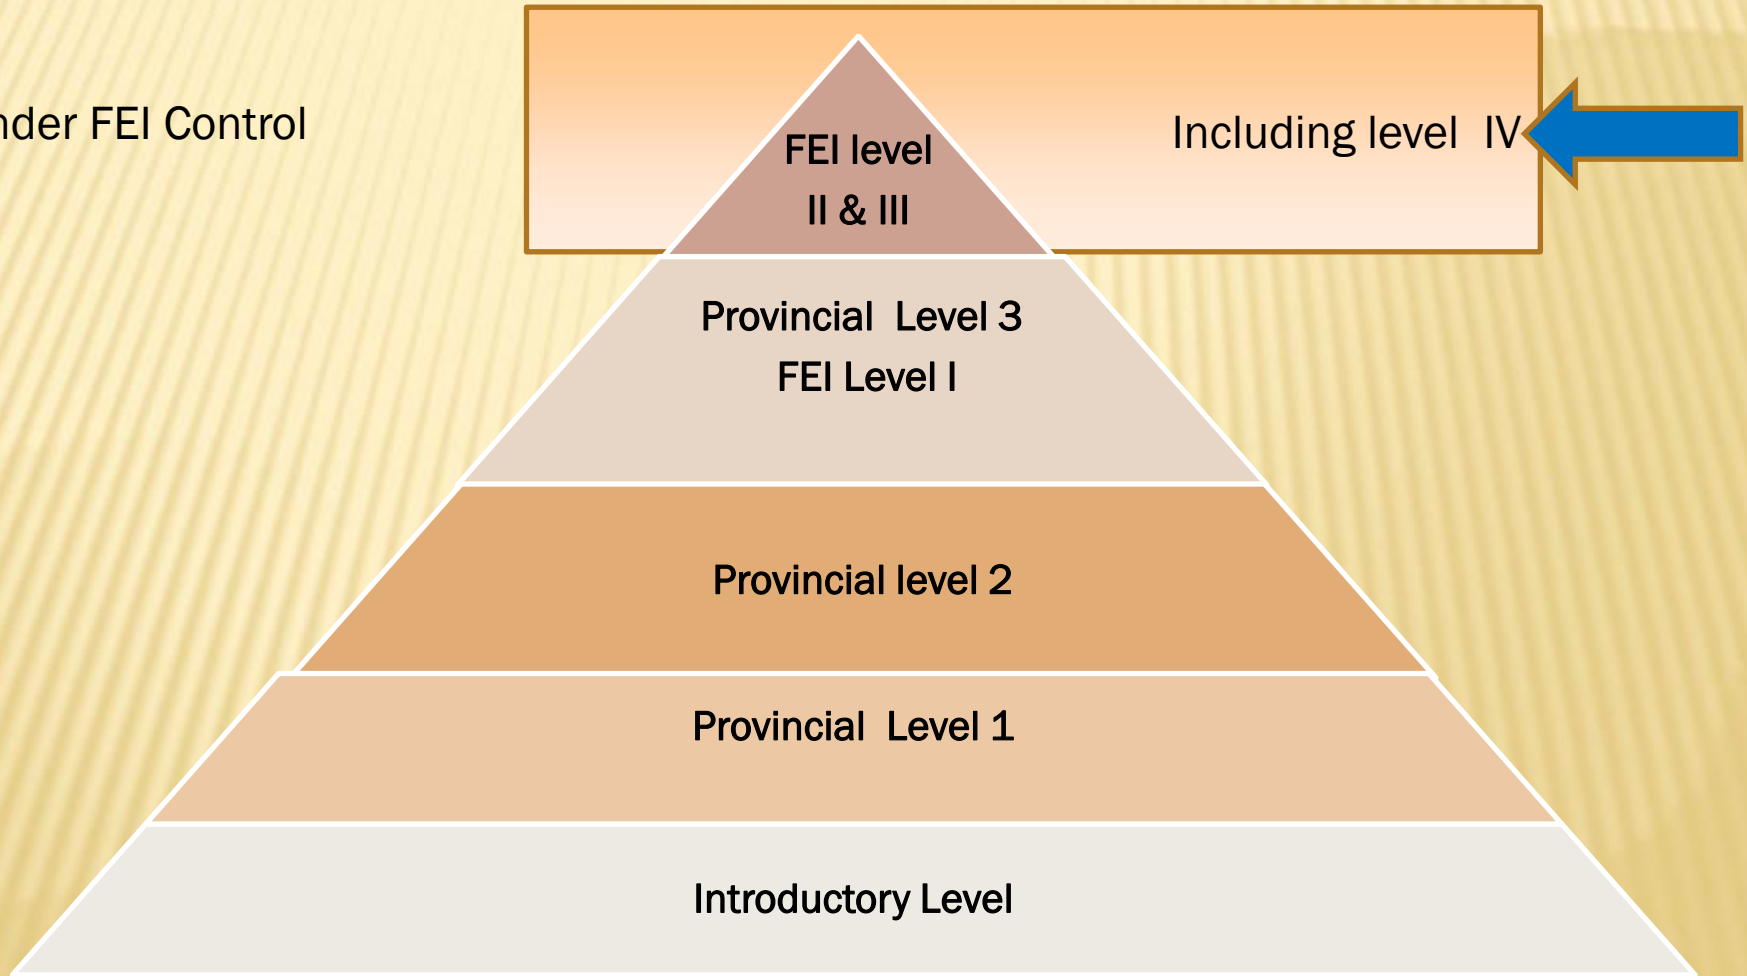 nder FEI Control
Including level IV
FEI level
II & III
Provincial Level 3
FEI Level I
Provincial level 2
Provincial Level 1
Introductory Level